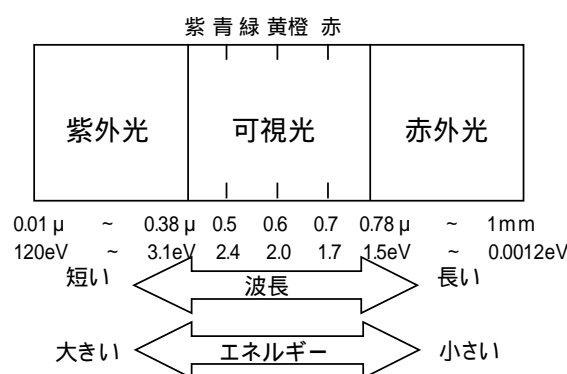 紫 青 緑 黄橙 赤
紫外光 可視光 赤外光
0.01 μ ~ 0.38 μ 0.5 0.6 0.7 0.78 μ ~ 1mm
120eV ~ 3.1eV 2.4 2.0 1.7 1.5eV ~ 0.0012eV
短い 波長 長い
大きい エネルギー 小さい